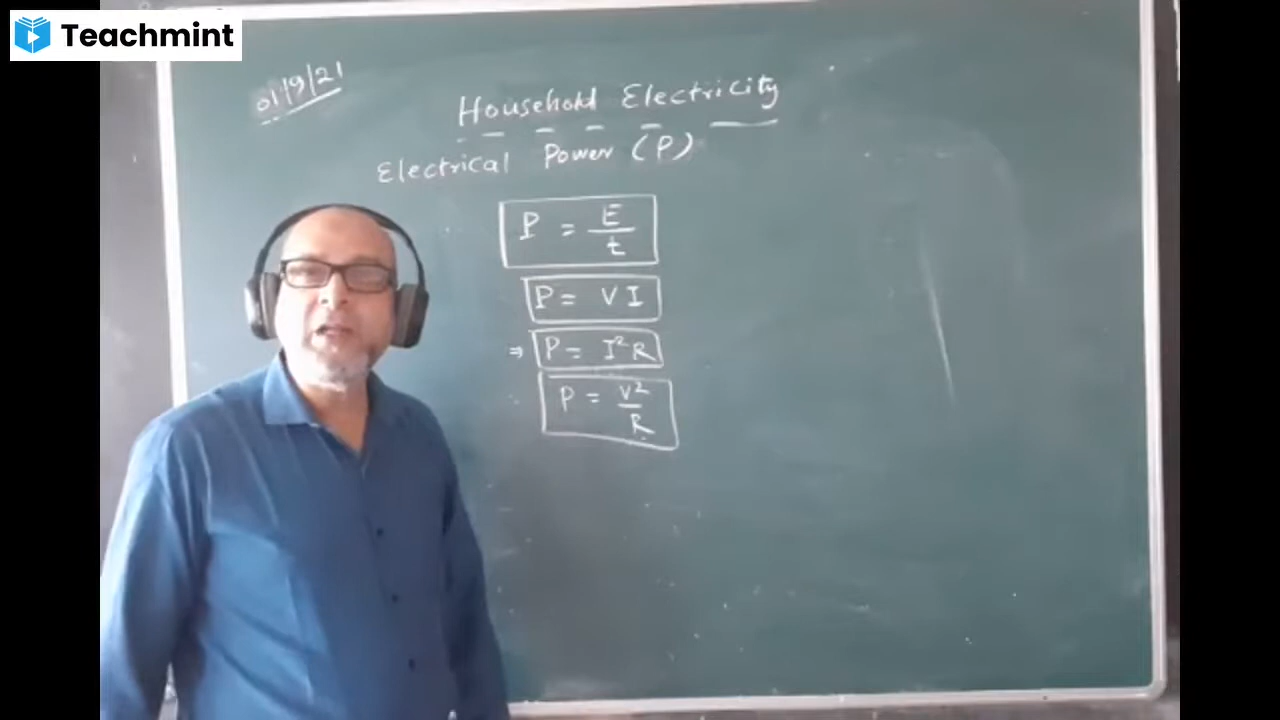 Teachmint
01/9/21
Household Electricity
Electrical Power (P)
P = E/t
P = VI
⇒ P = I²R
P = V²/R